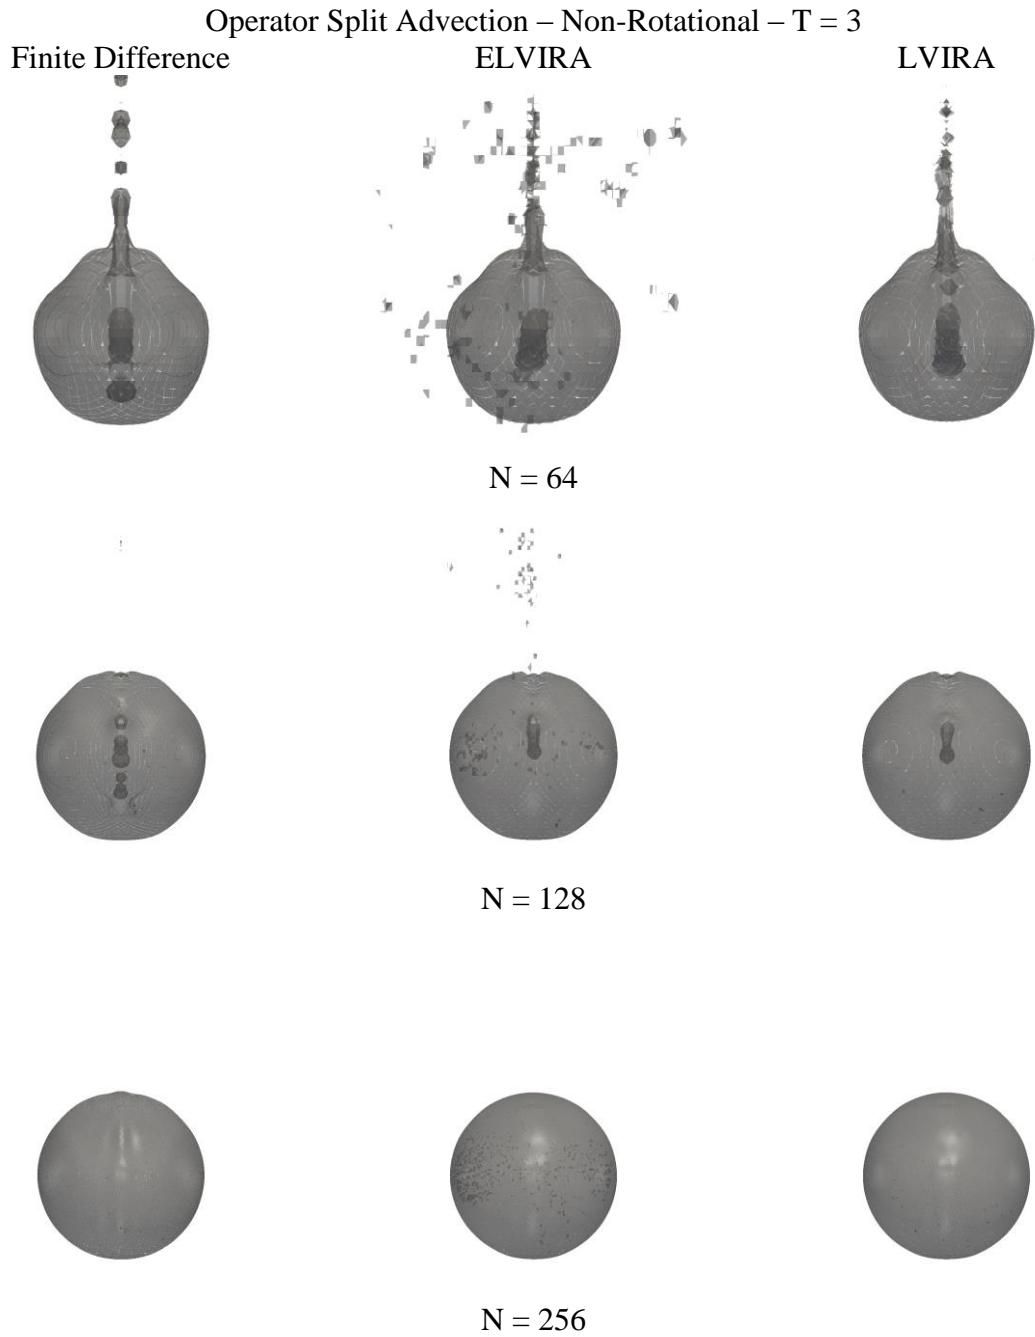 Operator Split Advection – Non-Rotational – T = 3
Finite Difference ELVIRA LVIRA
N = 64
N = 128
N = 256